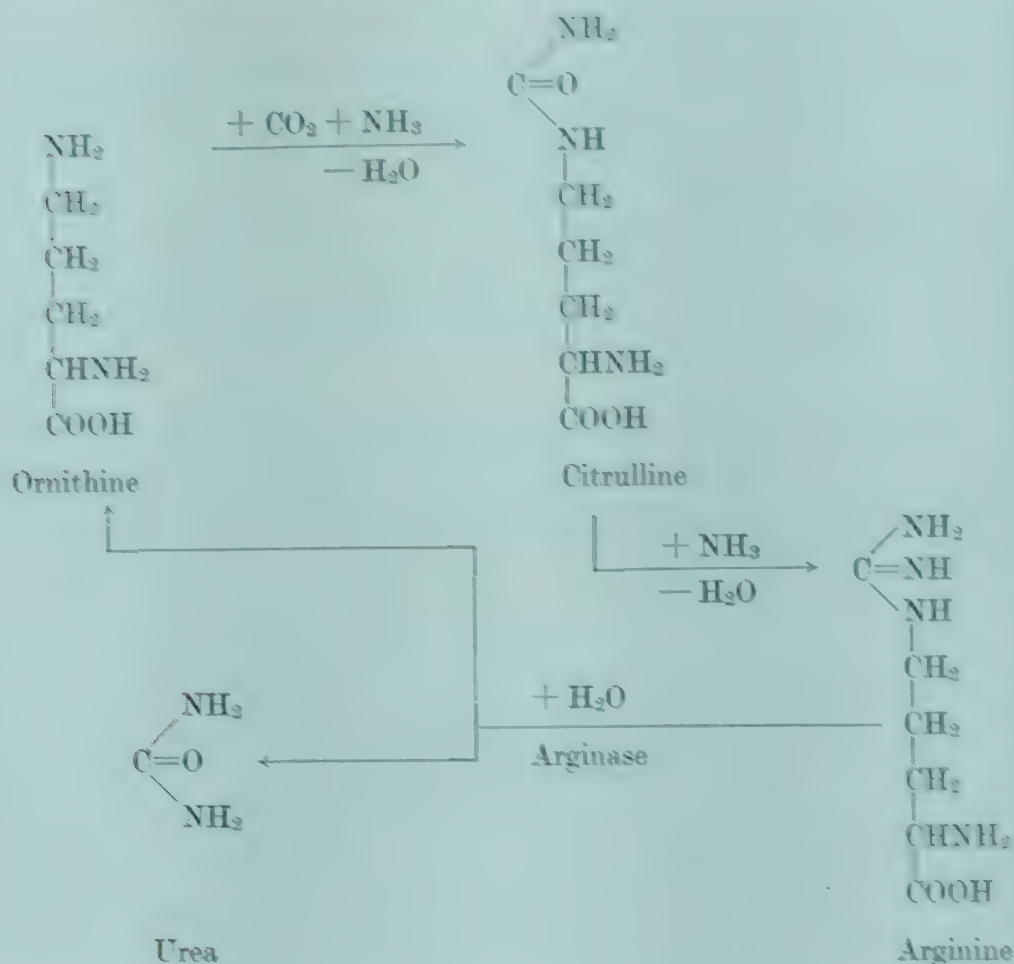 NH₂
C=O
+ CO₂ + NH₃
NH₂
NH
− H₂O
CH₂
CH₂
CH₂
CH₂
CH₂
CH₂
CHNH₂
CHNH₂
COOH
COOH
Ornithine
Citrulline
+ NH₃
− H₂O
NH₂
C=NH
NH
CH₂
NH₂
+ H₂O
CH₂
C=O
Arginase
CH₂
NH₂
CHNH₂
COOH
Urea
Arginine